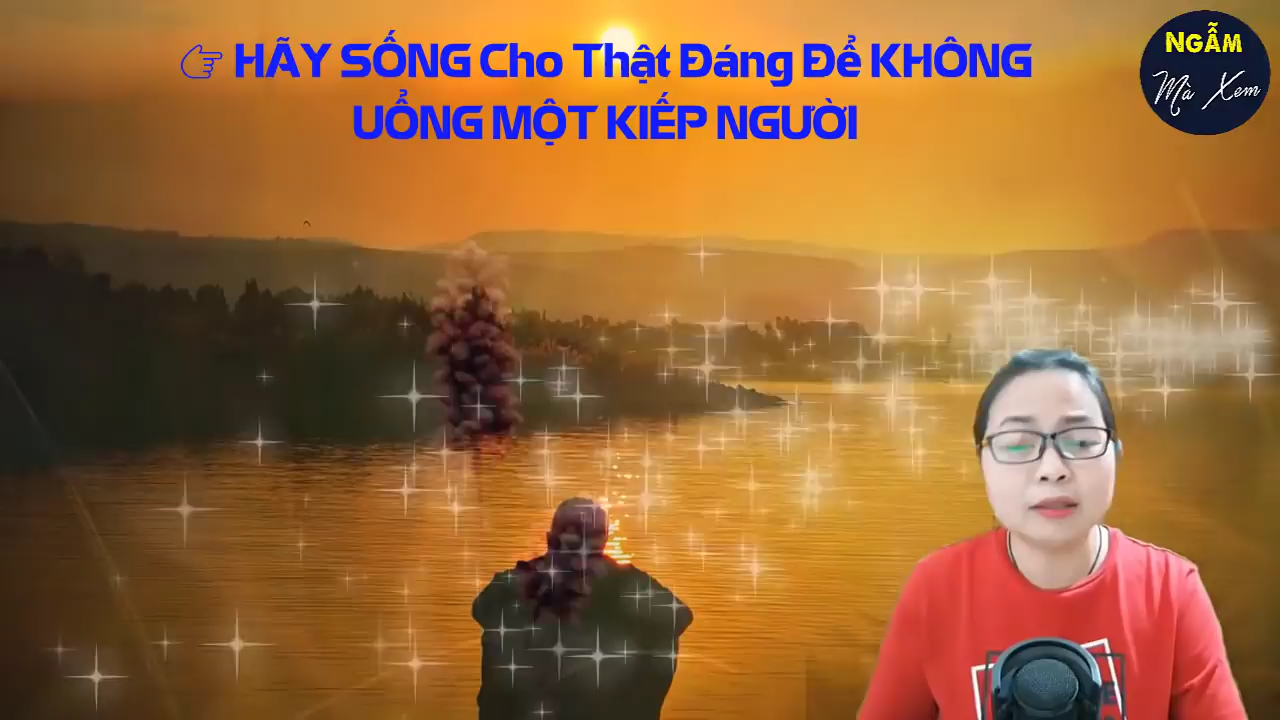 👉 HÃY SỐNG Cho Thật Đáng Để KHÔNG
UỔNG MỘT KIẾP NGƯỜI
NGẪM
Mà Xem